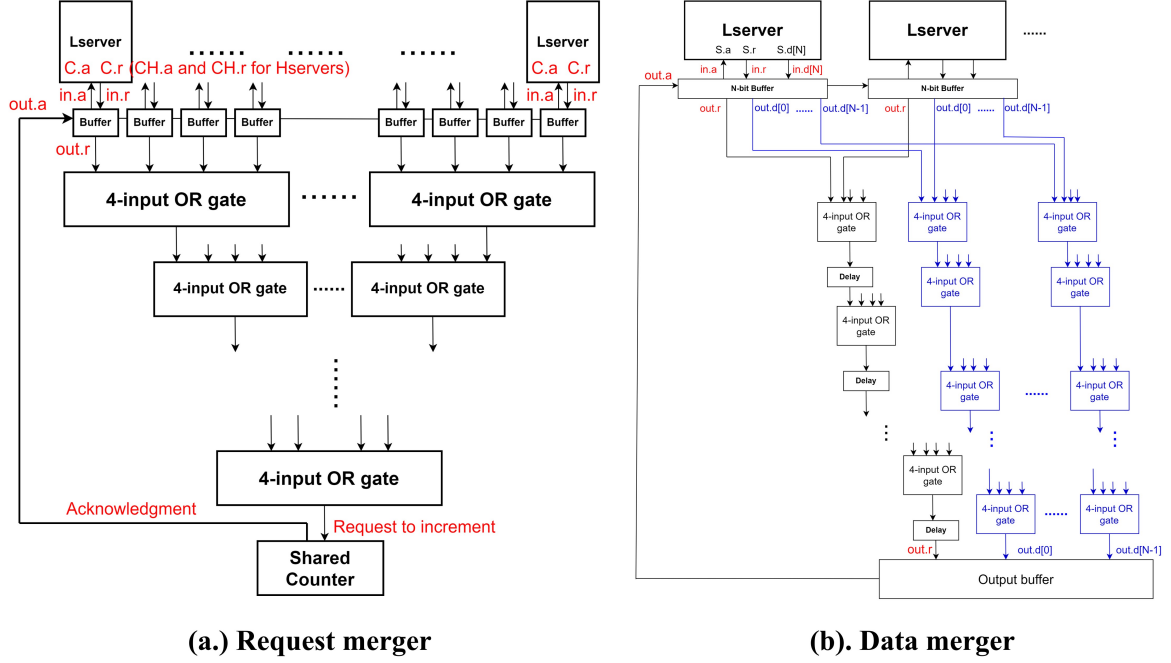 Lserver
Lserver
C.a C.r (CH.a and CH.r for Hservers)
C.a C.r
in.a in.r
in.a in.r
out.a
Buffer Buffer Buffer Buffer Buffer Buffer Buffer Buffer
out.r
4-input OR gate ...... 4-input OR gate
4-input OR gate ...... 4-input OR gate
4-input OR gate
Acknowledgment
Request to increment
Shared
Counter
(a.) Request merger
Lserver
Lserver
......
S.a S.r S.d[N]
in.a in.r in.d[N]
out.a
N-bit Buffer
N-bit Buffer
out.r out.d[0] ...... out.d[N-1]
out.r out.d[0] ...... out.d[N-1]
4-input OR
gate
4-input OR
gate
4-input OR
gate
Delay
4-input OR
gate
4-input OR
gate
4-input OR
gate
Delay
4-input OR
gate
......
4-input OR
gate
4-input OR
gate
Delay
4-input OR
gate
......
4-input OR
gate
out.r
out.d[0]
out.d[N-1]
Output buffer
(b). Data merger